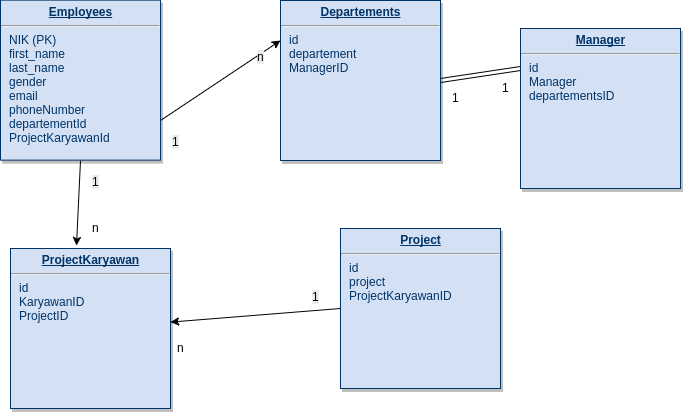 Employees
NIK (PK)
first_name
last_name
gender
email
phoneNumber
departementId
ProjectKaryawanId
Departements
id
departement
ManagerID
Manager
id
Manager
departementsID
n
1
1
1
1
n
ProjectKaryawan
id
KaryawanID
ProjectID
Project
id
project
ProjectKaryawanID
1
n